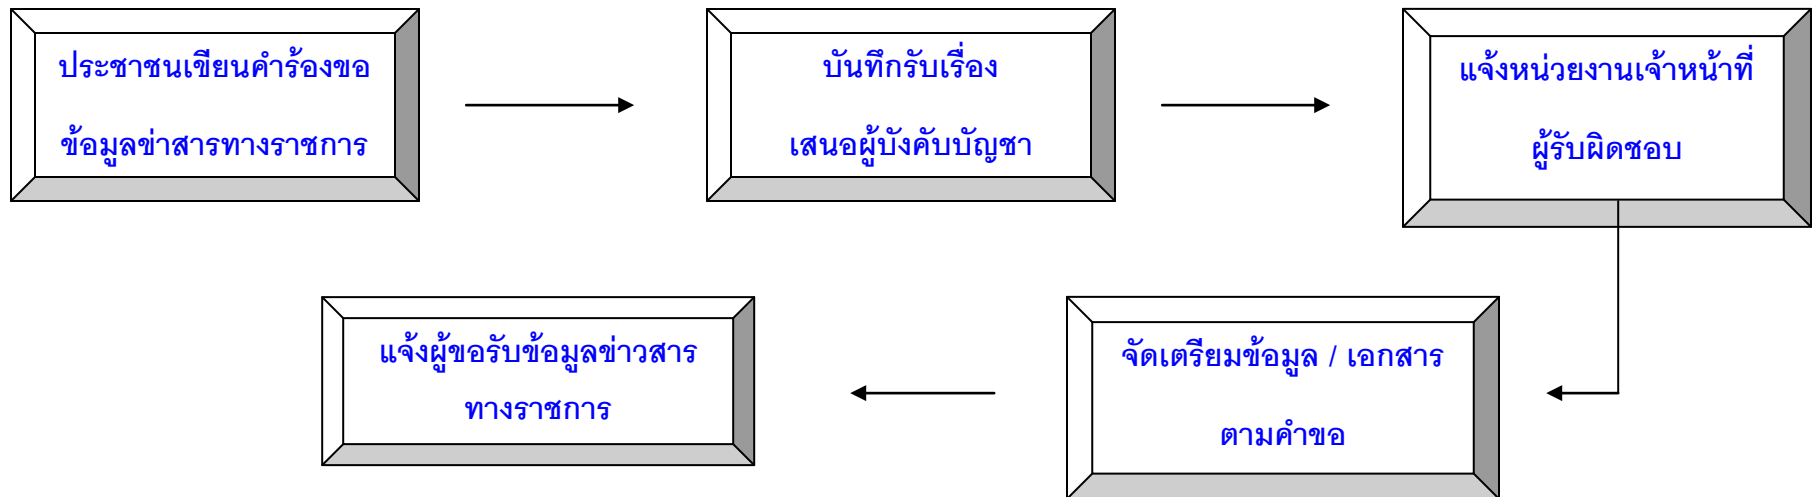 ประชาชนเขียนคำร้องขอ
ข้อมูลข่าสารทางราชการ
บันทึกรับเรื่อง
เสนอผู้บังคับบัญชา
แจ้งหน่วยงานเจ้าหน้าที่
ผู้รับผิดชอบ
จัดเตรียมข้อมูล / เอกสาร
ตามคำขอ
แจ้งผู้ขอรับข้อมูลข่าวสาร
ทางราชการ